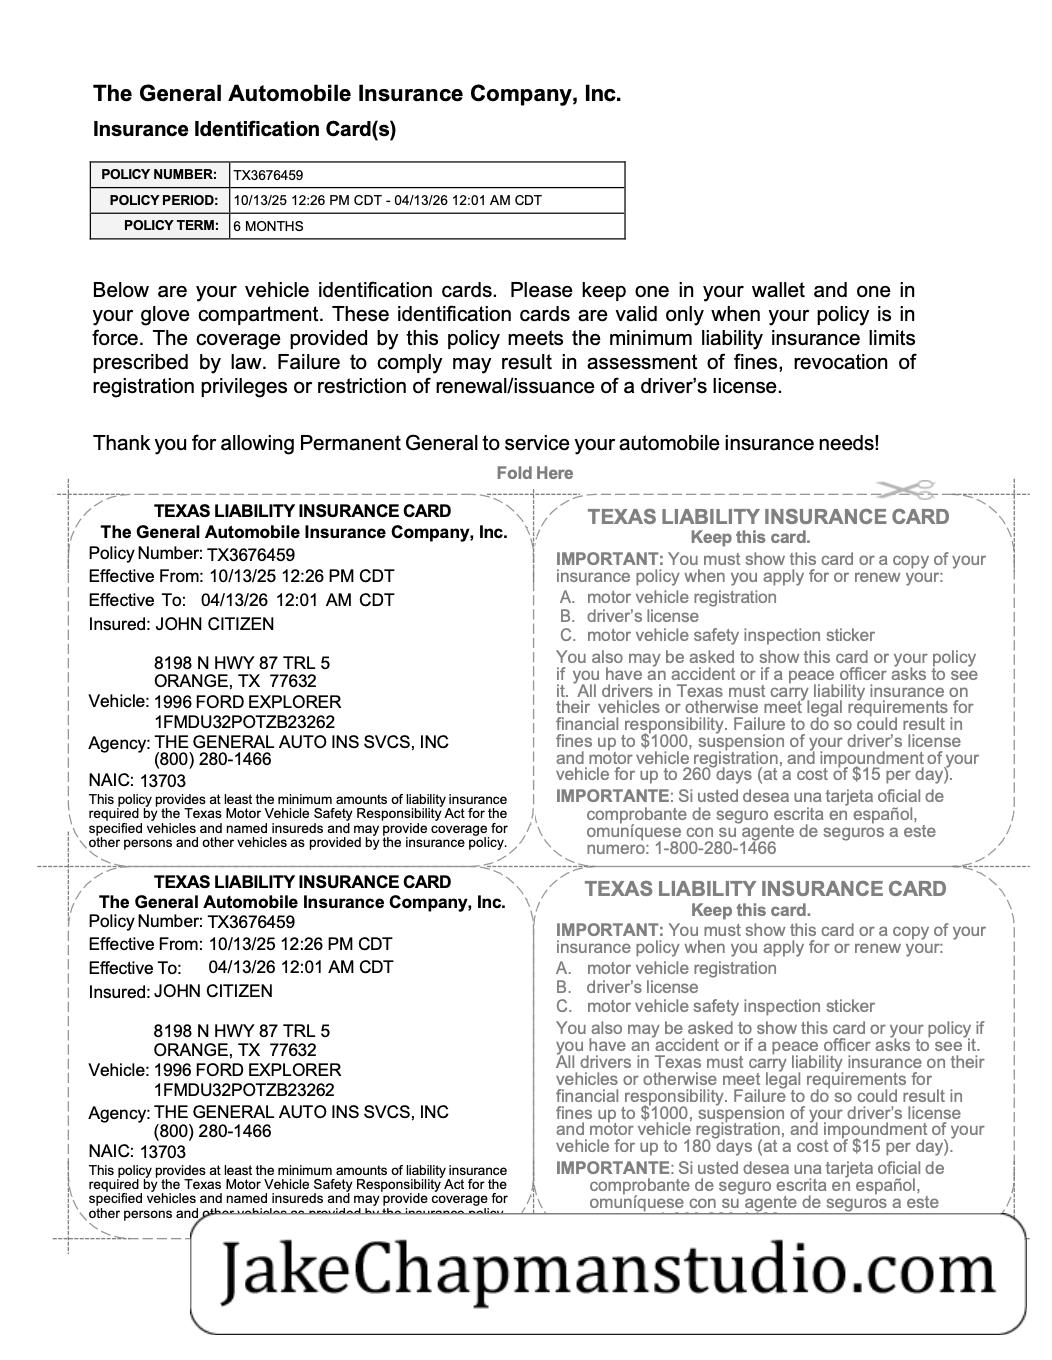 The General Automobile Insurance Company, Inc.
Insurance Identification Card(s)
POLICY NUMBER: TX3676459
POLICY PERIOD: 10/13/25 12:26 PM CDT - 04/13/26 12:01 AM CDT
POLICY TERM: 6 MONTHS
Below are your vehicle identification cards. Please keep one in your wallet and one in
your glove compartment. These identification cards are valid only when your policy is in
force. The coverage provided by this policy meets the minimum liability insurance limits
prescribed by law. Failure to comply may result in assessment of fines, revocation of
registration privileges or restriction of renewal/issuance of a driver's license.
Thank you for allowing Permanent General to service your automobile insurance needs!
Fold Here
TEXAS LIABILITY INSURANCE CARD
The General Automobile Insurance Company, Inc.
Policy Number: TX3676459
Effective From: 10/13/25 12:26 PM CDT
Effective To: 04/13/26 12:01 AM CDT
Insured: JOHN CITIZEN
8198 N HWY 87 TRL 5
ORANGE, TX 77632
Vehicle: 1996 FORD EXPLORER
1FMDU32POTZB23262
Agency: THE GENERAL AUTO INS SVCS, INC
(800) 280-1466
NAIC: 13703
This policy provides at least the minimum amounts of liability insurance
required by the Texas Motor Vehicle Safety Responsibility Act for the
specified vehicles and named insureds and may provide coverage for
other persons and other vehicles as provided by the insurance policy.
TEXAS LIABILITY INSURANCE CARD
Keep this card.
IMPORTANT: You must show this card or a copy of your
insurance policy when you apply for or renew your:
A. motor vehicle registration
B. driver's license
C. motor vehicle safety inspection sticker
You also may be asked to show this card or your policy
if you have an accident or if a peace officer asks to see
it. All drivers in Texas must carry liability insurance on
their vehicles or otherwise meet legal requirements for
financial responsibility. Failure to do so could result in
fines up to $1000, suspension of your driver's license
and motor vehicle registration, and impoundment of your
vehicle for up to 260 days (at a cost of $15 per day).
IMPORTANTE: Si usted desea una tarjeta oficial de
comprobante de seguro escrita en español,
omuníquese con su agente de seguros a este
numero: 1-800-280-1466
TEXAS LIABILITY INSURANCE CARD
The General Automobile Insurance Company, Inc.
Policy Number: TX3676459
Effective From: 10/13/25 12:26 PM CDT
Effective To: 04/13/26 12:01 AM CDT
Insured: JOHN CITIZEN
8198 N HWY 87 TRL 5
ORANGE, TX 77632
Vehicle: 1996 FORD EXPLORER
1FMDU32POTZB23262
Agency: THE GENERAL AUTO INS SVCS, INC
(800) 280-1466
NAIC: 13703
This policy provides at least the minimum amounts of liability insurance
required by the Texas Motor Vehicle Safety Responsibility Act for the
specified vehicles and named insureds and may provide coverage for
other persons and other vehicles as provided by the insurance policy.
TEXAS LIABILITY INSURANCE CARD
Keep this card.
IMPORTANT: You must show this card or a copy of your
insurance policy when you apply for or renew your:
A. motor vehicle registration
B. driver's license
C. motor vehicle safety inspection sticker
You also may be asked to show this card or your policy if
you have an accident or if a peace officer asks to see it.
All drivers in Texas must carry liability insurance on their
vehicles or otherwise meet legal requirements for
financial responsibility. Failure to do so could result in
fines up to $1000, suspension of your driver's license
and motor vehicle registration, and impoundment of your
vehicle for up to 180 days (at a cost of $15 per day).
IMPORTANTE: Si usted desea una tarjeta oficial de
comprobante de seguro escrita en español,
omuníquese con su agente de seguros a este
JakeChapmanstudio.com